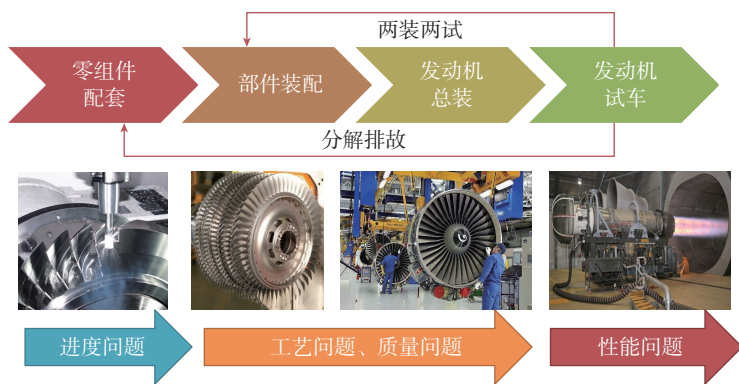 两装两试
零组件
配套
部件装配
发动机
总装
发动机
试车
分解排故
进度问题
工艺问题、质量问题
性能问题